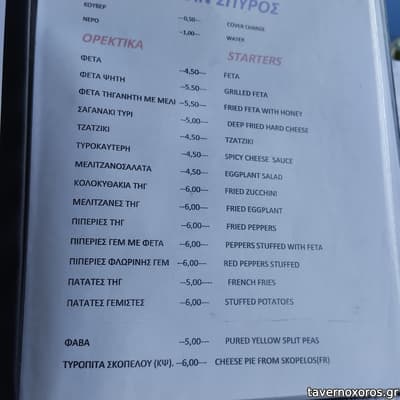 ΑΝ ΣΠΥΡΟΣ
ΚΟΥΒΕΡ --0,50--- COVER CHARGE
ΝΕΡΟ --1,00--- WATER
ΟΡΕΚΤΙΚΑ STARTERS
ΦΕΤΑ --4,50--- FETA
ΦΕΤΑ ΨΗΤΗ --5,50--- GRILLED FETA
ΦΕΤΑ ΤΗΓΑΝΗΤΗ ΜΕ ΜΕΛΙ --5,50--- FRIED FETA WITH HONEY
ΣΑΓΑΝΑΚΙ ΤΥΡΙ --5,00--- DEEP FRIED HARD CHEESE
ΤΖΑΤΖΙΚΙ --4,50--- TZATZIKI
ΤΥΡΟΚΑΥΤΕΡΗ --4,50--- SPICY CHEESE SAUCE
ΜΕΛΙΤΖΑΝΟΣΑΛΑΤΑ --4,50--- EGGPLANT SALAD
ΚΟΛΟΚΥΘΑΚΙΑ ΤΗΓ --6,00--- FRIED ZUCCHINI
ΜΕΛΙΤΖΑΝΕΣ ΤΗΓ --6,00--- FRIED EGGPLANT
ΠΙΠΕΡΙΕΣ ΤΗΓ --6,00--- FRIED PEPPERS
ΠΙΠΕΡΙΕΣ ΓΕΜ ΜΕ ΦΕΤΑ --6,00--- PEPPERS STUFFED WITH FETA
ΠΙΠΕΡΙΕΣ ΦΛΩΡΙΝΗΣ ΓΕΜ --6,00--- RED PEPPERS STUFFED
ΠΑΤΑΤΕΣ ΤΗΓ --5,00---- FRENCH FRIES
ΠΑΤΑΤΕΣ ΓΕΜΙΣΤΕΣ --6,00--- STUFFED POTATOES
ΦΑΒΑ --5,00--- PURED YELLOW SPLIT PEAS
ΤΥΡΟΠΙΤΑ ΣΚΟΠΕΛΟΥ (ΚΨ). --6,00--- CHEESE PIE FROM SKOPELOS(FR)
tavernoxoros.gr